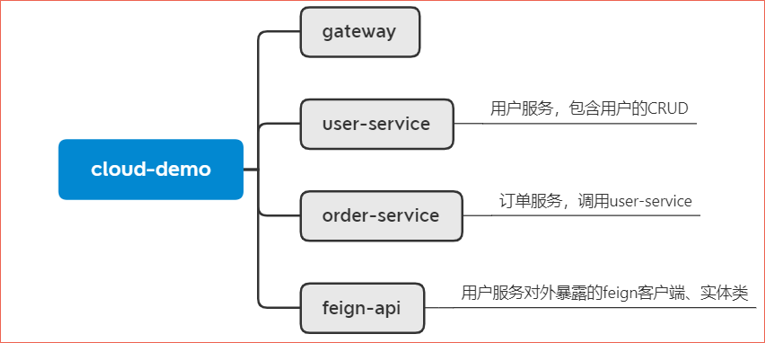 gateway
user-service
用户服务，包含用户的CRUD
cloud-demo
order-service
订单服务，调用user-service
feign-api
用户服务对外暴露的feign客户端、实体类